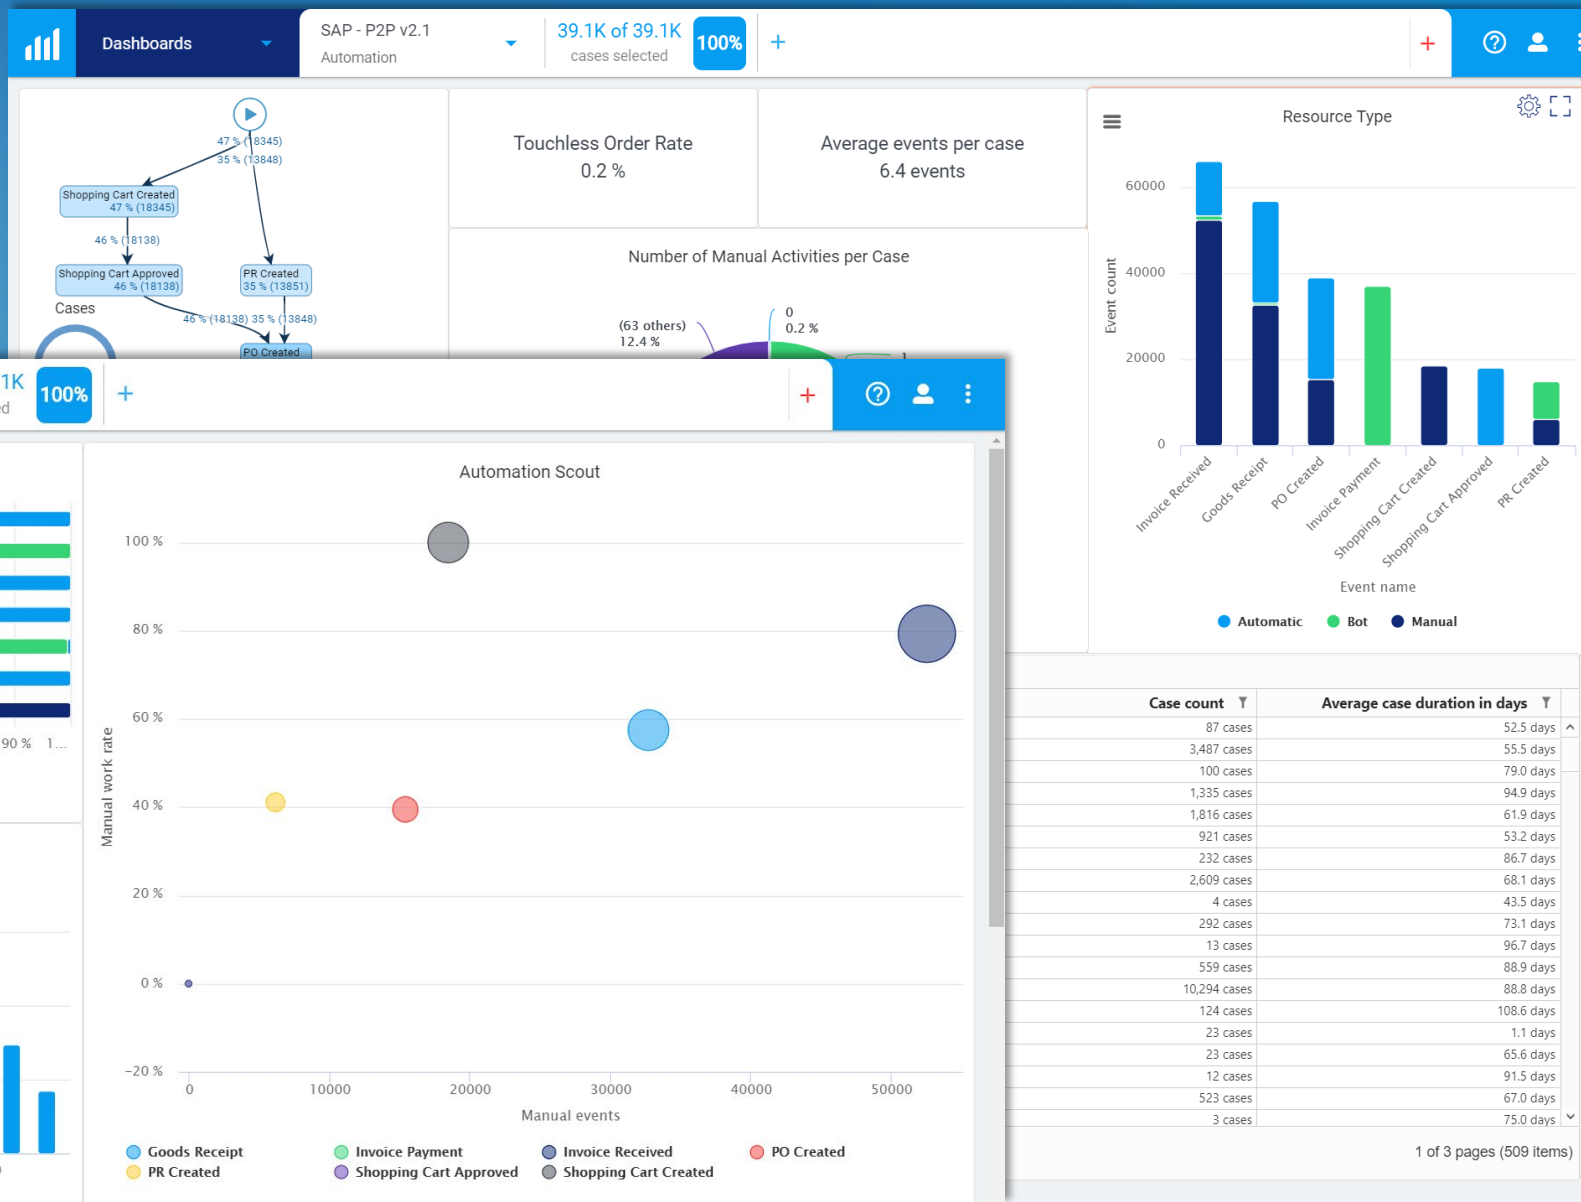 Dashboards
SAP - P2P v2.1
Automation
39.1K of 39.1K
cases selected
100%
47 % (18345)
35 % (13848)
Shopping Cart Created
47 % (18345)
46 % (18138)
Shopping Cart Approved
46 % (18138)
PR Created
35 % (13851)
46 % (18138) 35 % (13848)
PO Created
Cases
Touchless Order Rate
0.2 %
Average events per case
6.4 events
Number of Manual Activities per Case
(63 others)
12.4 %
0
0.2 %
1
Resource Type
Event count
60000
40000
20000
0
Invoice Received
Goods Receipt
PO Created
Invoice Payment
Shopping Cart Created
Shopping Cart Approved
PR Created
Event name
Automatic Bot Manual
1K
100%
90 % 1...
Automation Scout
Manual work rate
100 %
80 %
60 %
40 %
20 %
0 %
-20 %
0 10000 20000 30000 40000 50000
Manual events
Goods Receipt Invoice Payment Invoice Received PO Created
PR Created Shopping Cart Approved Shopping Cart Created
Case count Average case duration in days
87 cases 52.5 days
3,487 cases 55.5 days
100 cases 79.0 days
1,335 cases 94.9 days
1,816 cases 61.9 days
921 cases 53.2 days
232 cases 86.7 days
2,609 cases 68.1 days
4 cases 43.5 days
292 cases 73.1 days
13 cases 96.7 days
559 cases 88.9 days
10,294 cases 88.8 days
124 cases 108.6 days
23 cases 1.1 days
23 cases 65.6 days
12 cases 91.5 days
523 cases 67.0 days
3 cases 75.0 days
1 of 3 pages (509 items)